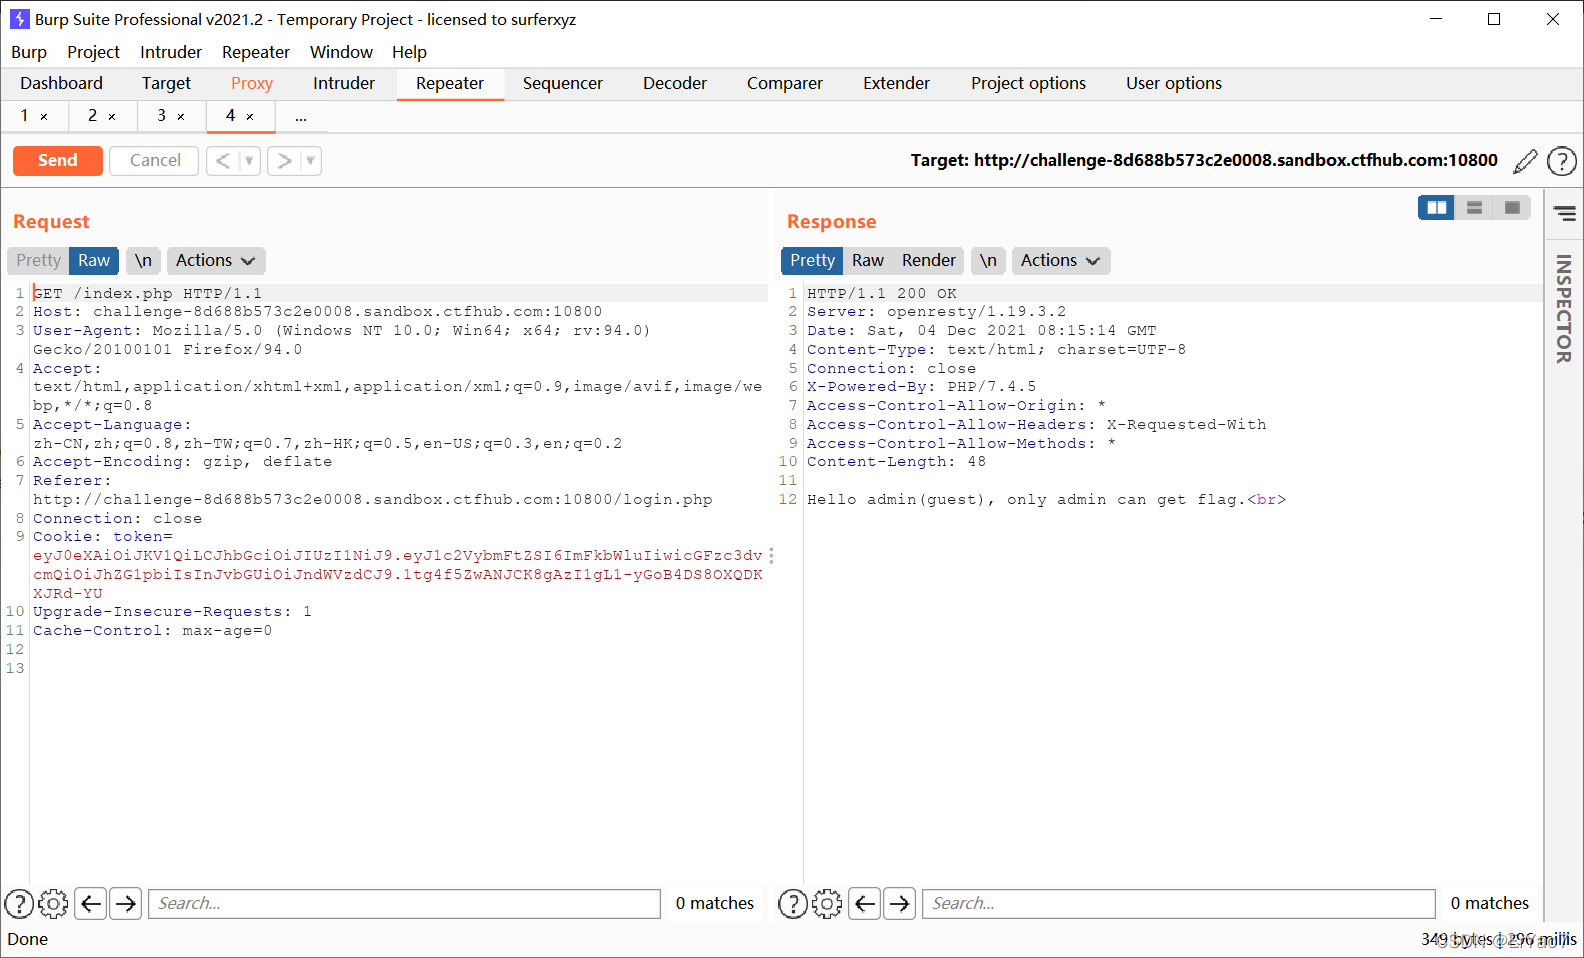 Burp Suite Professional v2021.2 - Temporary Project - licensed to surferxyz
Burp Project Intruder Repeater Window Help
Dashboard Target Proxy Intruder Repeater Sequencer Decoder Comparer Extender Project options User options
1 × 2 × 3 × 4 × ...
Send Cancel < ▼ > ▼ Target: http://challenge-8d688b573c2e0008.sandbox.ctfhub.com:10800 ?
Request
Pretty Raw \n Actions
1 GET /index.php HTTP/1.1
2 Host: challenge-8d688b573c2e0008.sandbox.ctfhub.com:10800
3 User-Agent: Mozilla/5.0 (Windows NT 10.0; Win64; x64; rv:94.0)
Gecko/20100101 Firefox/94.0
4 Accept:
text/html,application/xhtml+xml,application/xml;q=0.9,image/avif,image/we
bp,*/*;q=0.8
5 Accept-Language:
zh-CN,zh;q=0.8,zh-TW;q=0.7,zh-HK;q=0.5,en-US;q=0.3,en;q=0.2
6 Accept-Encoding: gzip, deflate
7 Referer:
http://challenge-8d688b573c2e0008.sandbox.ctfhub.com:10800/login.php
8 Connection: close
9 Cookie: token=
eyJ0eXAiOiJKV1QiLCJhbGciOiJIUzI1NiJ9.eyJ1c2VybmFtZSI6ImFkbWluIiwicGFzc3dv
cmQiOiJhZG1pbiIsInJvbGUiOiJndWVzdCJ9.1tg4f5ZwANJCK8gAzI1gL1-yGoB4DS8OXQDK
XJRd-YU
10 Upgrade-Insecure-Requests: 1
11 Cache-Control: max-age=0
12
13
? Search... 0 matches
Response
Pretty Raw Render \n Actions
1 HTTP/1.1 200 OK
2 Server: openresty/1.19.3.2
3 Date: Sat, 04 Dec 2021 08:15:14 GMT
4 Content-Type: text/html; charset=UTF-8
5 Connection: close
6 X-Powered-By: PHP/7.4.5
7 Access-Control-Allow-Origin: *
8 Access-Control-Allow-Headers: X-Requested-With
9 Access-Control-Allow-Methods: *
10 Content-Length: 48
11
12 Hello admin(guest), only admin can get flag.<br>
? Search... 0 matches
INSPECTOR
Done
349 bytes | 296 millis